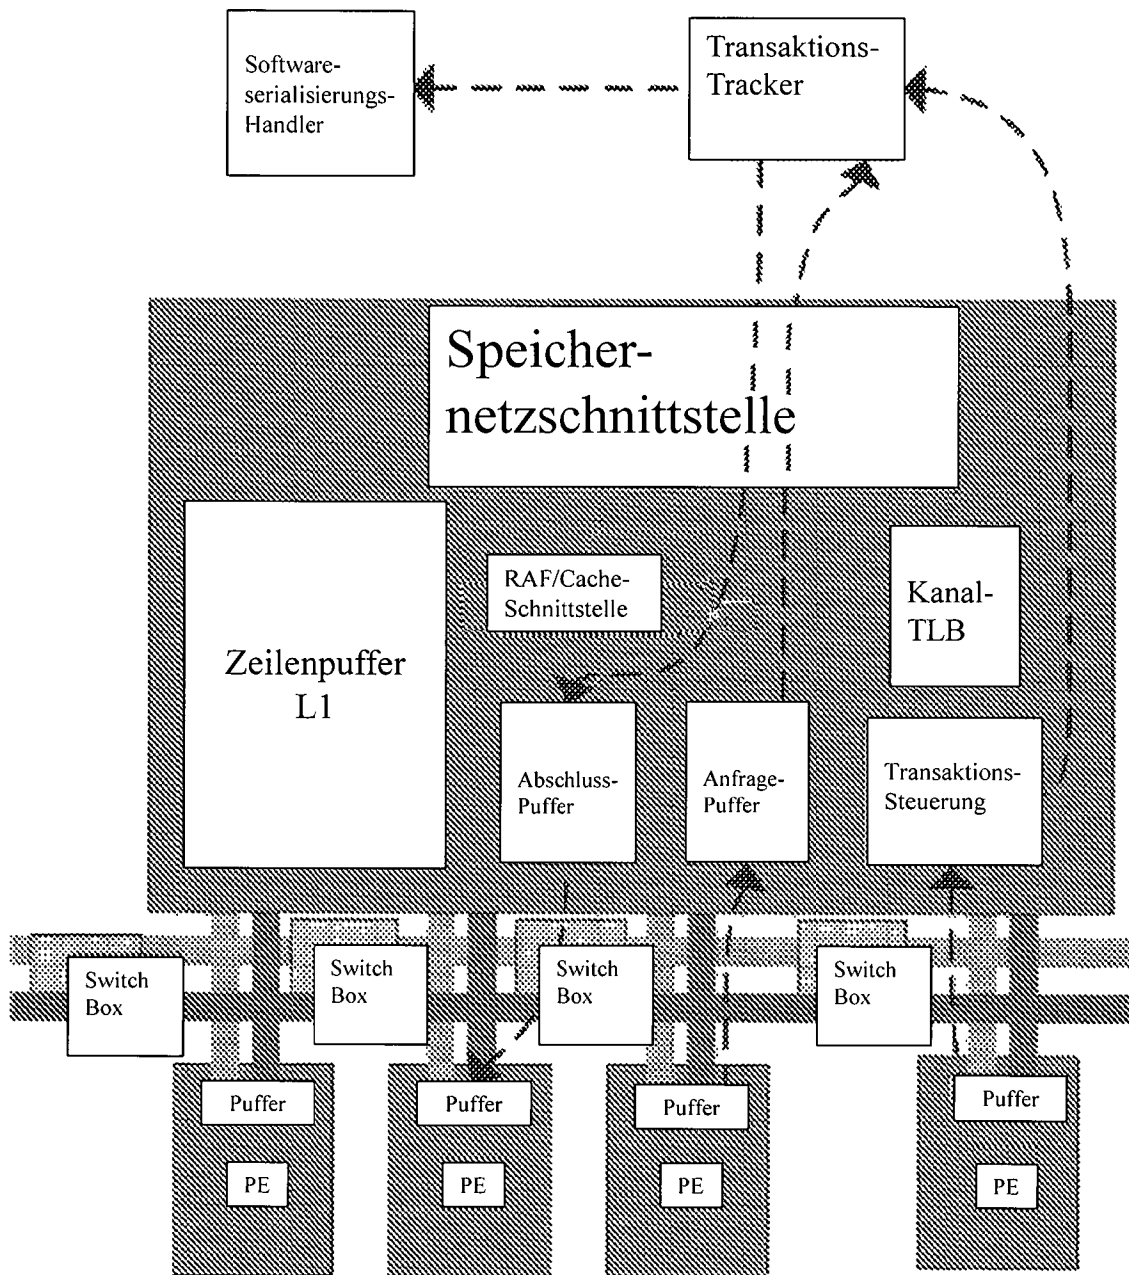 Software-
serialisierungs-
Handler
Transaktions-
Tracker
Speicher-
netzschnittstelle
Zeilenpuffer
L1
RAF/Cache-
Schnittstelle
Kanal-
TLB
Abschluss-
Puffer
Anfrage-
Puffer
Transaktions-
Steuerung
Switch
Box
Switch
Box
Switch
Box
Switch
Box
Puffer
Puffer
Puffer
Puffer
PE
PE
PE
PE